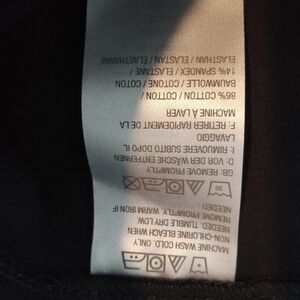 MACHINE WASH COLD ONLY
NON-CHLORINE BLEACH WHEN
NEEDED. TUMBLE DRY LOW.
REMOVE PROMPTLY. WARM IRON IF
NEEDED
30
GB: REMOVE PROMPTLY
D: VOR DER WÄSCHE ENTFERNEN
I: RIMUOVERE SUBITO DOPO IL
LAVAGGIO
F: RETIRER RAPIDEMENT DE LA
MACHINE À LAVER
86% COTTON / COTTON /
BAUMWOLLE / COTONE / COTON
14% SPANDEX / ELASTANE /
ELASTHANNE / ELASTAN / ELASTHAN